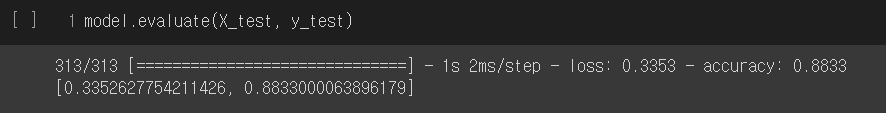 [ ] 1 model.evaluate(X_test, y_test)
313/313 [==============================] - 1s 2ms/step - loss: 0.3353 - accuracy: 0.8833
[0.3352627754211426, 0.8833000063896179]